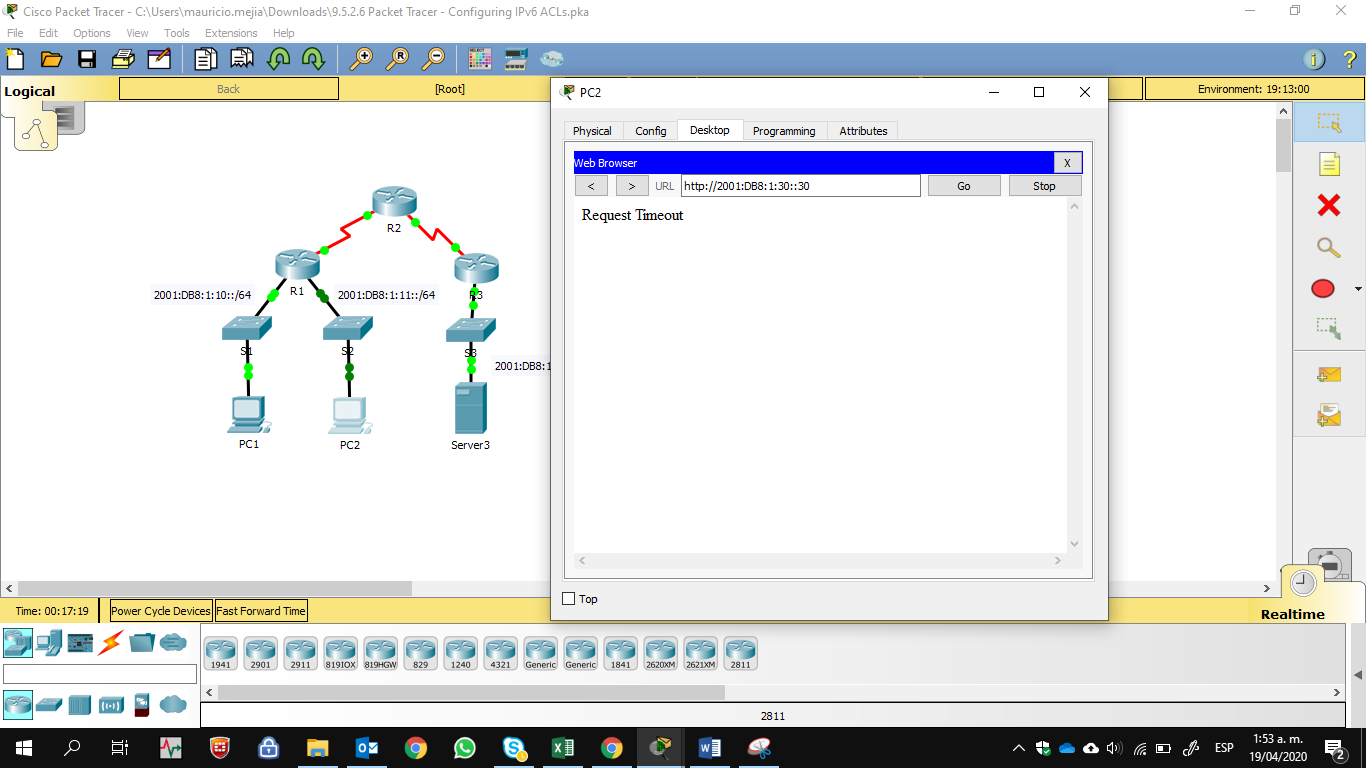 Cisco Packet Tracer - C:\Users\mauricio.mejia\Downloads\9.5.2.6 Packet Tracer - Configuring IPv6 ACLs.pka
File Edit Options View Tools Extensions Help
Logical
Back
[Root]
Environment: 19:13:00
PC2
Physical Config Desktop Programming Attributes
Web Browser
X
< > URL http://2001:DB8:1:30::30 Go Stop
Request Timeout
R2
R1
R3
2001:DB8:1:10::/64
2001:DB8:1:11::/64
S1
S2
S3
2001:DB8:1
PC1
PC2
Server3
Top
Time: 00:17:19
Power Cycle Devices
Fast Forward Time
Realtime
1941
2901
2911
819IOX
819HGW
829
1240
4321
Generic
Generic
1841
2620XM
2621XM
2811
2811
ESP
1:53 a. m.
19/04/2020
2